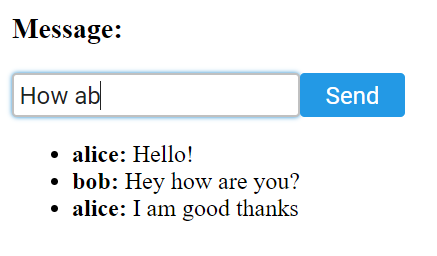 Message:
How ab
Send
alice: Hello!
bob: Hey how are you?
alice: I am good thanks